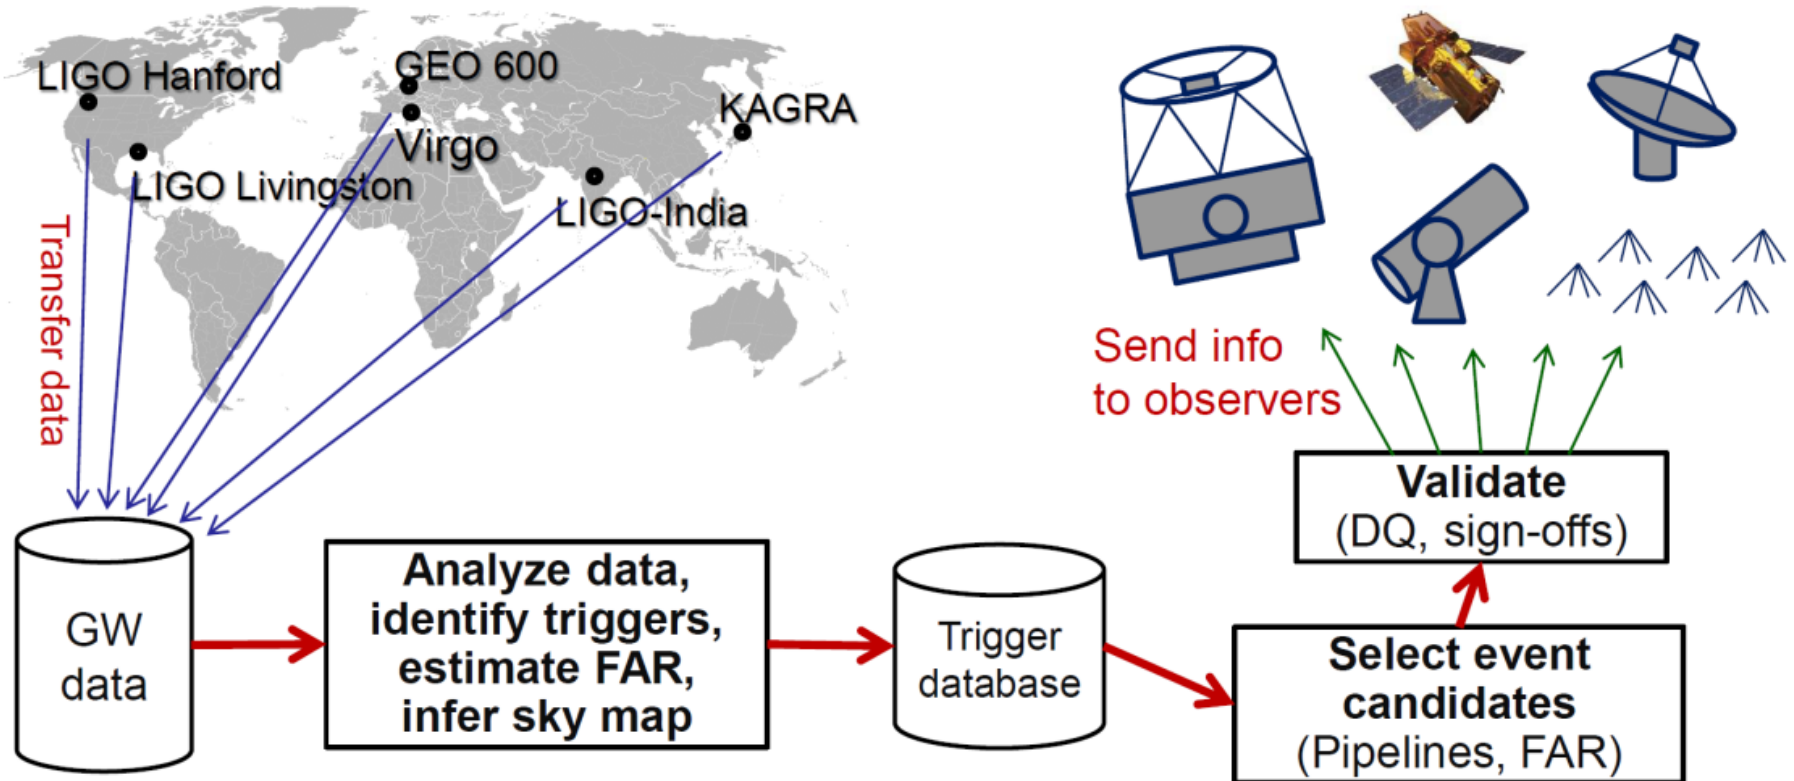 LIGO Hanford
GEO 600
KAGRA
Virgo
LIGO Livingston
LIGO-India
Transfer data
Send info
to observers
Validate
(DQ, sign-offs)
GW
data
Analyze data,
identify triggers,
estimate FAR,
infer sky map
Trigger
database
Select event
candidates
(Pipelines, FAR)